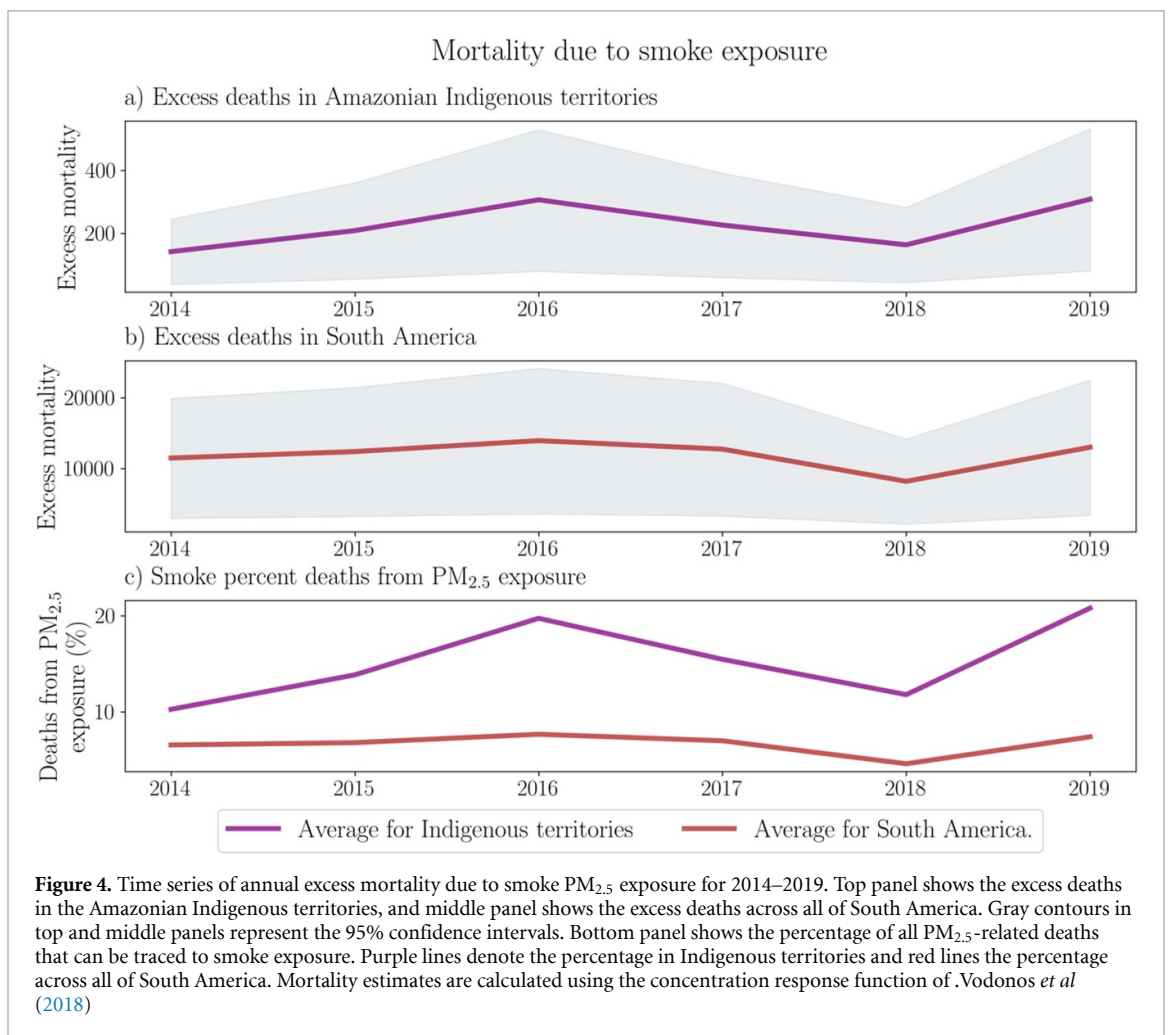 Mortality due to smoke exposure
a) Excess deaths in Amazonian Indigenous territories
Excess mortality
400
200
2014 2015 2016 2017 2018 2019
b) Excess deaths in South America
Excess mortality
20000
10000
2014 2015 2016 2017 2018 2019
c) Smoke percent deaths from PM2.5 exposure
Deaths from PM2.5
exposure (%)
20
10
2014 2015 2016 2017 2018 2019
Average for Indigenous territories Average for South America.
Figure 4. Time series of annual excess mortality due to smoke PM2.5 exposure for 2014–2019. Top panel shows the excess deaths
in the Amazonian Indigenous territories, and middle panel shows the excess deaths across all of South America. Gray contours in
top and middle panels represent the 95% confidence intervals. Bottom panel shows the percentage of all PM2.5-related deaths
that can be traced to smoke exposure. Purple lines denote the percentage in Indigenous territories and red lines the percentage
across all of South America. Mortality estimates are calculated using the concentration response function of .Vodonos et al
(2018)